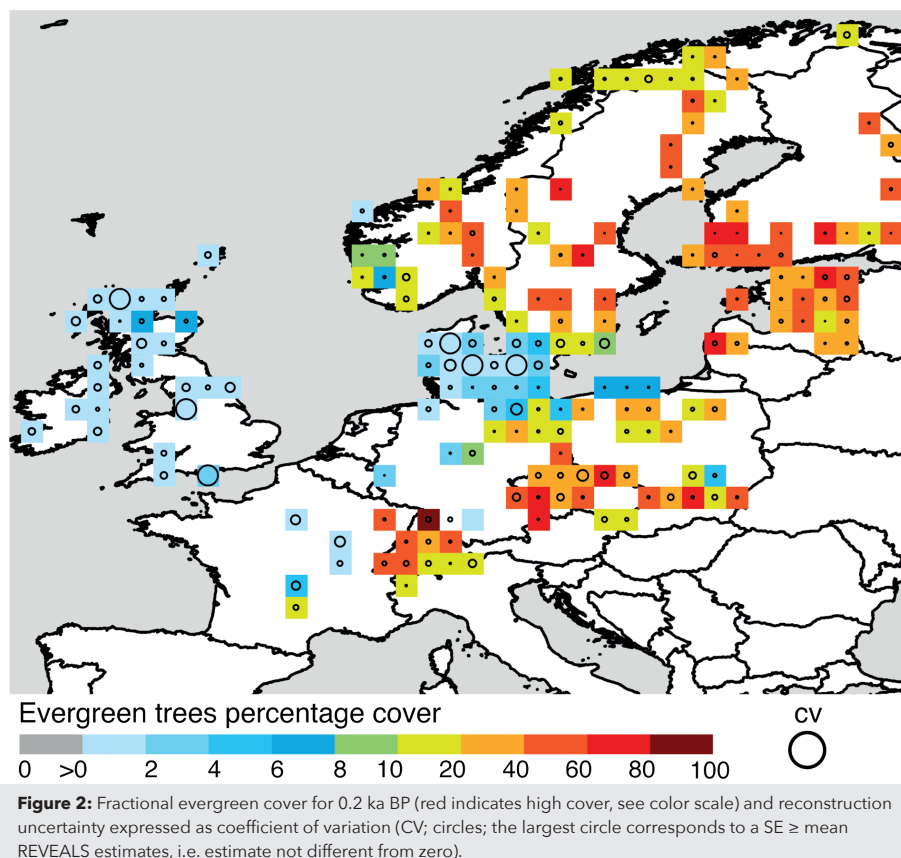 Evergreen trees percentage cover
cv
0 >0 2 4 6 8 10 20 40 60 80 100
Figure 2: Fractional evergreen cover for 0.2 ka BP (red indicates high cover, see color scale) and reconstruction
uncertainty expressed as coefficient of variation (CV; circles; the largest circle corresponds to a SE ≥ mean
REVEALS estimates, i.e. estimate not different from zero).